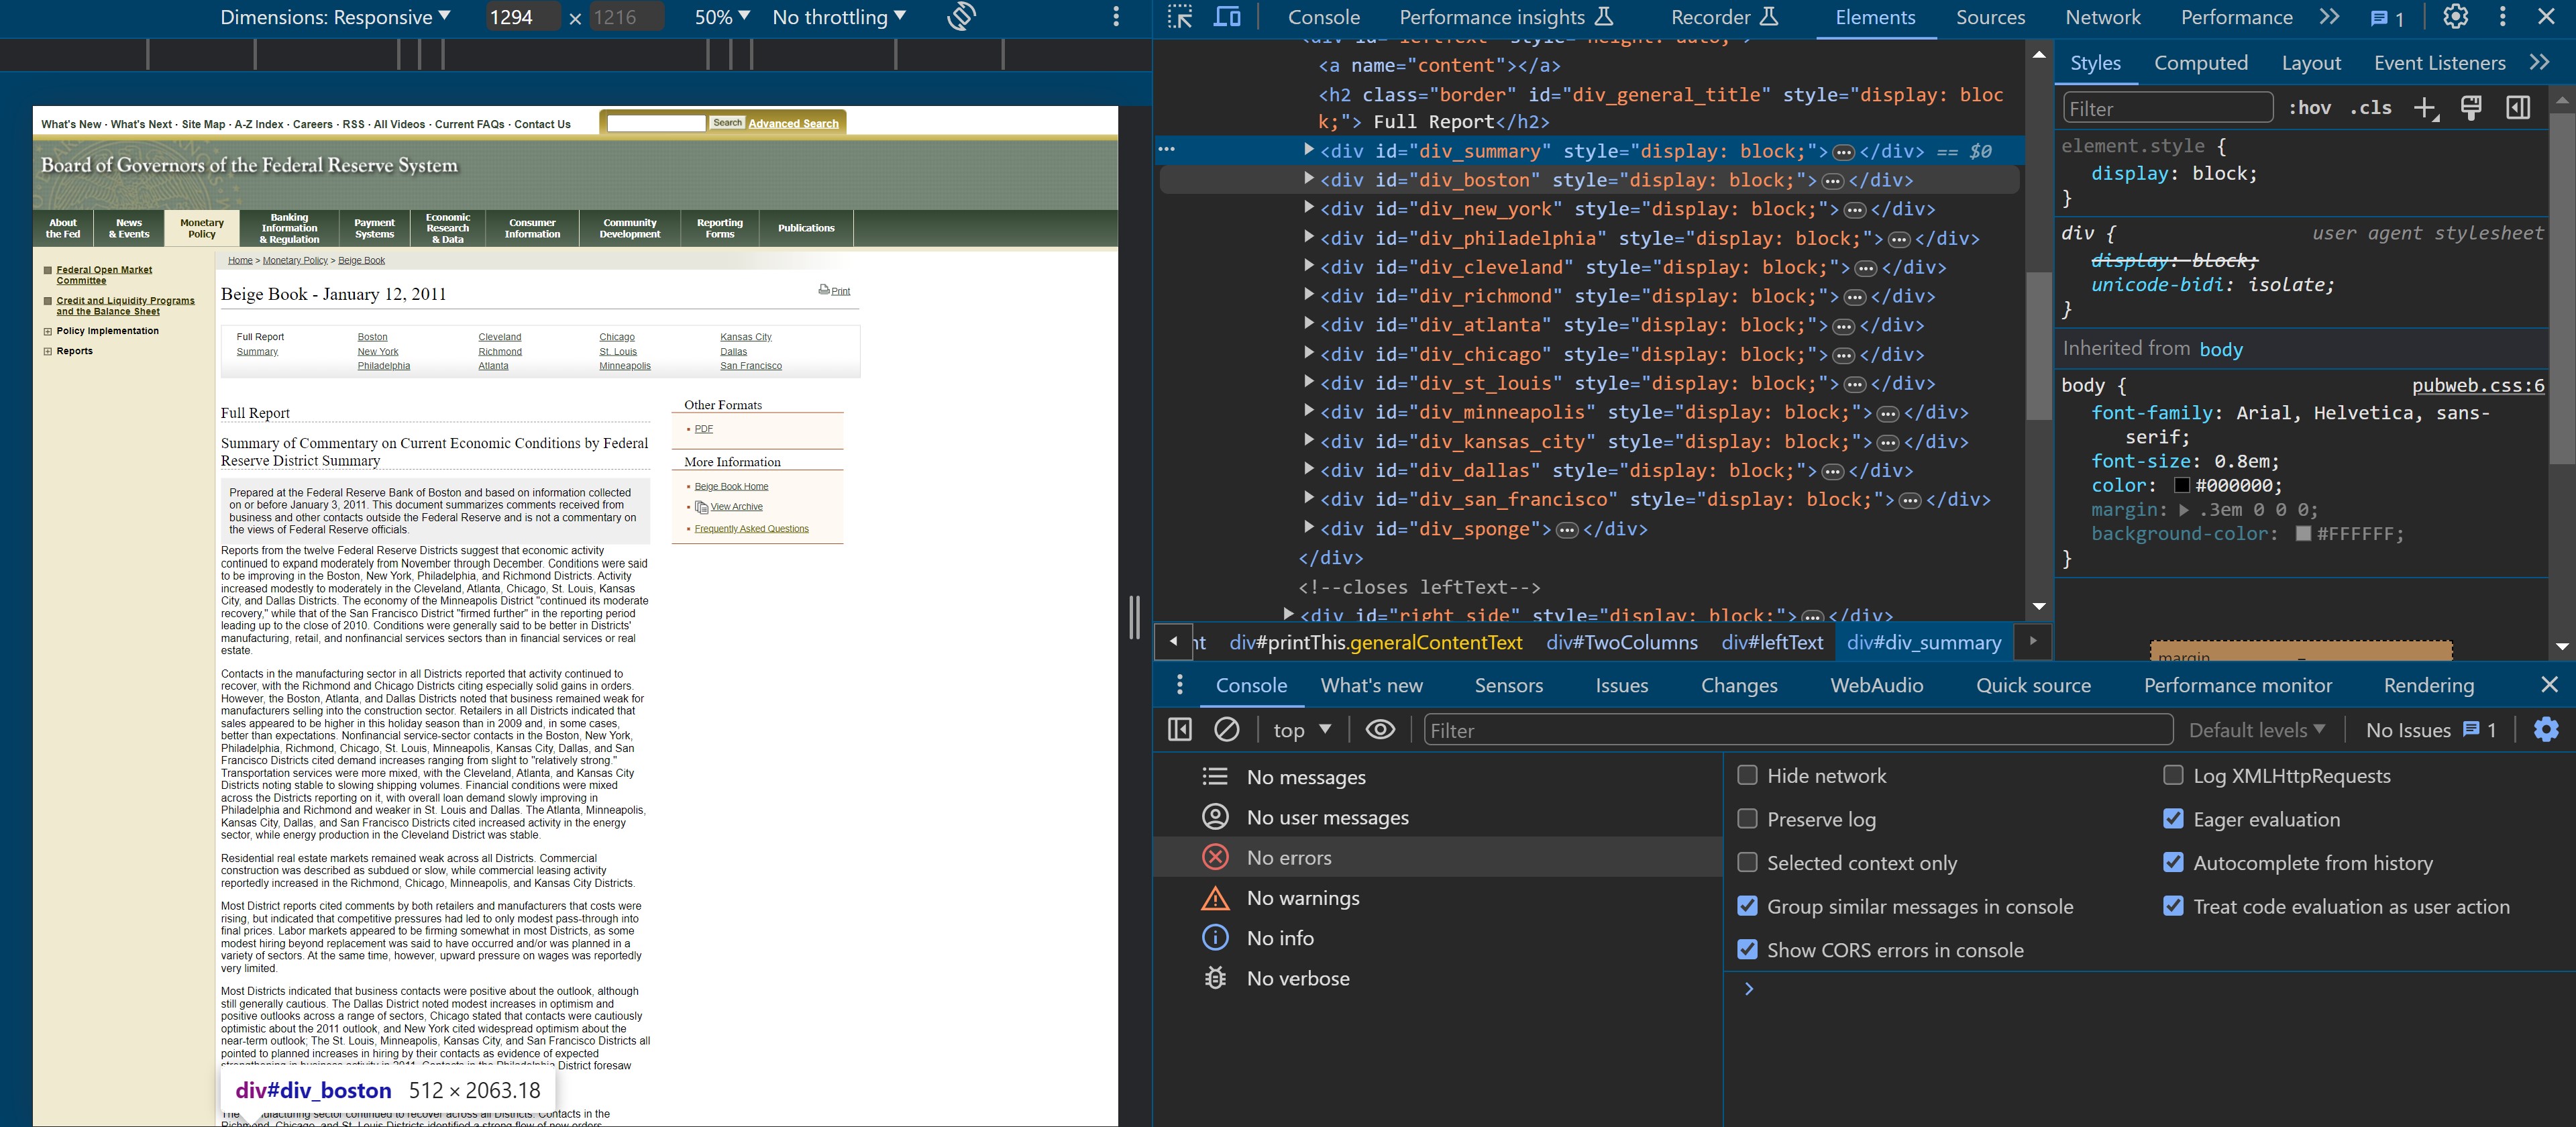 Dimensions: Responsive ▼ 1294 × 1216 50% ▼ No throttling ▼
Console Performance insights Recorder Elements Sources Network Performance 1
What's New · What's Next · Site Map · A-Z Index · Careers · RSS · All Videos · Current FAQs · Contact Us
Search Advanced Search
Board of Governors of the Federal Reserve System
About the Fed
News & Events
Monetary Policy
Banking Information & Regulation
Payment Systems
Economic Research & Data
Consumer Information
Community Development
Reporting Forms
Publications
Federal Open Market
Committee
Credit and Liquidity Programs
and the Balance Sheet
Policy Implementation
Reports
Home > Monetary Policy > Beige Book
Beige Book - January 12, 2011
Print
Full Report Boston Cleveland Chicago Kansas City
Summary New York Richmond St. Louis Dallas
Philadelphia Atlanta Minneapolis San Francisco
Full Report
Summary of Commentary on Current Economic Conditions by Federal
Reserve District Summary
Prepared at the Federal Reserve Bank of Boston and based on information collected
on or before January 3, 2011. This document summarizes comments received from
business and other contacts outside the Federal Reserve and is not a commentary on
the views of Federal Reserve officials.
Reports from the twelve Federal Reserve Districts suggest that economic activity
continued to expand moderately from November through December. Conditions were said
to be improving in the Boston, New York, Philadelphia, and Richmond Districts. Activity
increased modestly to moderately in the Cleveland, Atlanta, Chicago, St. Louis, Kansas
City, and Dallas Districts. The economy of the Minneapolis District "continued its moderate
recovery," while that of the San Francisco District "firmed further" in the reporting period
leading up to the close of 2010. Conditions were generally said to be better in Districts'
manufacturing, retail, and nonfinancial services sectors than in financial services or real
estate.
Contacts in the manufacturing sector in all Districts reported that activity continued to
recover, with the Richmond and Chicago Districts citing especially solid gains in orders.
However, the Boston, Atlanta, and Dallas Districts noted that business remained weak for
manufacturers selling into the construction sector. Retailers in all Districts indicated that
sales appeared to be higher in this holiday season than in 2009 and, in some cases,
better than expectations. Nonfinancial service-sector contacts in the Boston, New York,
Philadelphia, Richmond, Chicago, St. Louis, Minneapolis, Kansas City, Dallas, and San
Francisco Districts cited demand increases ranging from slight to "relatively strong."
Transportation services were more mixed, with the Cleveland, Atlanta, and Kansas City
Districts noting stable to slowing shipping volumes. Financial conditions were mixed
across the Districts reporting on it, with overall loan demand slowly improving in
Philadelphia and Richmond and weaker in St. Louis and Dallas. The Atlanta, Minneapolis,
Kansas City, Dallas, and San Francisco Districts cited increased activity in the energy
sector, while energy production in the Cleveland District was stable.
Residential real estate markets remained weak across all Districts. Commercial
construction was described as subdued or slow, while commercial leasing activity
reportedly increased in the Richmond, Chicago, Minneapolis, and Kansas City Districts.
Most District reports cited comments by both retailers and manufacturers that costs were
rising, but indicated that competitive pressures had led to only modest pass-through into
final prices. Labor markets appeared to be firming somewhat in most Districts, as some
modest hiring beyond replacement was said to have occurred and/or was planned in a
variety of sectors. At the same time, however, upward pressure on wages was reportedly
very limited.
Most Districts indicated that business contacts were positive about the outlook, although
still generally cautious. The Dallas District noted modest increases in optimism and
positive outlooks across a range of sectors, Chicago stated that contacts were cautiously
optimistic about the 2011 outlook, and New York cited widespread optimism about the
near-term outlook; The St. Louis, Minneapolis, Kansas City, and San Francisco Districts all
pointed to planned increases in hiring by their contacts as evidence of expected
strengthening in business activity in 2011. Contacts in the Philadelphia District foresaw
div#div_boston 512 × 2063.18
sector continued to recover across all Districts. Contacts in the
Richmond, Chicago, and St. Louis Districts identified a strong flow of new orders
Other Formats
PDF
More Information
Beige Book Home
View Archive
Frequently Asked Questions
<div id="leftText" style="height: auto;">
<a name="content"></a>
<h2 class="border" id="div_general_title" style="display: bloc
k;"> Full Report</h2>
<div id="div_summary" style="display: block;">…</div> == $0
<div id="div_boston" style="display: block;">…</div>
<div id="div_new_york" style="display: block;">…</div>
<div id="div_philadelphia" style="display: block;">…</div>
<div id="div_cleveland" style="display: block;">…</div>
<div id="div_richmond" style="display: block;">…</div>
<div id="div_atlanta" style="display: block;">…</div>
<div id="div_chicago" style="display: block;">…</div>
<div id="div_st_louis" style="display: block;">…</div>
<div id="div_minneapolis" style="display: block;">…</div>
<div id="div_kansas_city" style="display: block;">…</div>
<div id="div_dallas" style="display: block;">…</div>
<div id="div_san_francisco" style="display: block;">…</div>
<div id="div_sponge">…</div>
</div>
<!--closes leftText-->
<div id="right_side" style="display: block;">…</div>
nt div#printThis.generalContentText div#TwoColumns div#leftText div#div_summary
Styles Computed Layout Event Listeners
Filter :hov .cls
element.style {
display: block;
}
div { user agent stylesheet
display: block;
unicode-bidi: isolate;
}
Inherited from body
body { pubweb.css:6
font-family: Arial, Helvetica, sans-
serif;
font-size: 0.8em;
color: #000000;
margin: .3em 0 0 0;
background-color: #FFFFFF;
}
margin –
Console What's new Sensors Issues Changes WebAudio Quick source Performance monitor Rendering
top ▼ Filter Default levels ▼ No Issues 1
No messages
No user messages
No errors
No warnings
No info
No verbose
Hide network Log XMLHttpRequests
Preserve log Eager evaluation
Selected context only Autocomplete from history
Group similar messages in console Treat code evaluation as user action
Show CORS errors in console